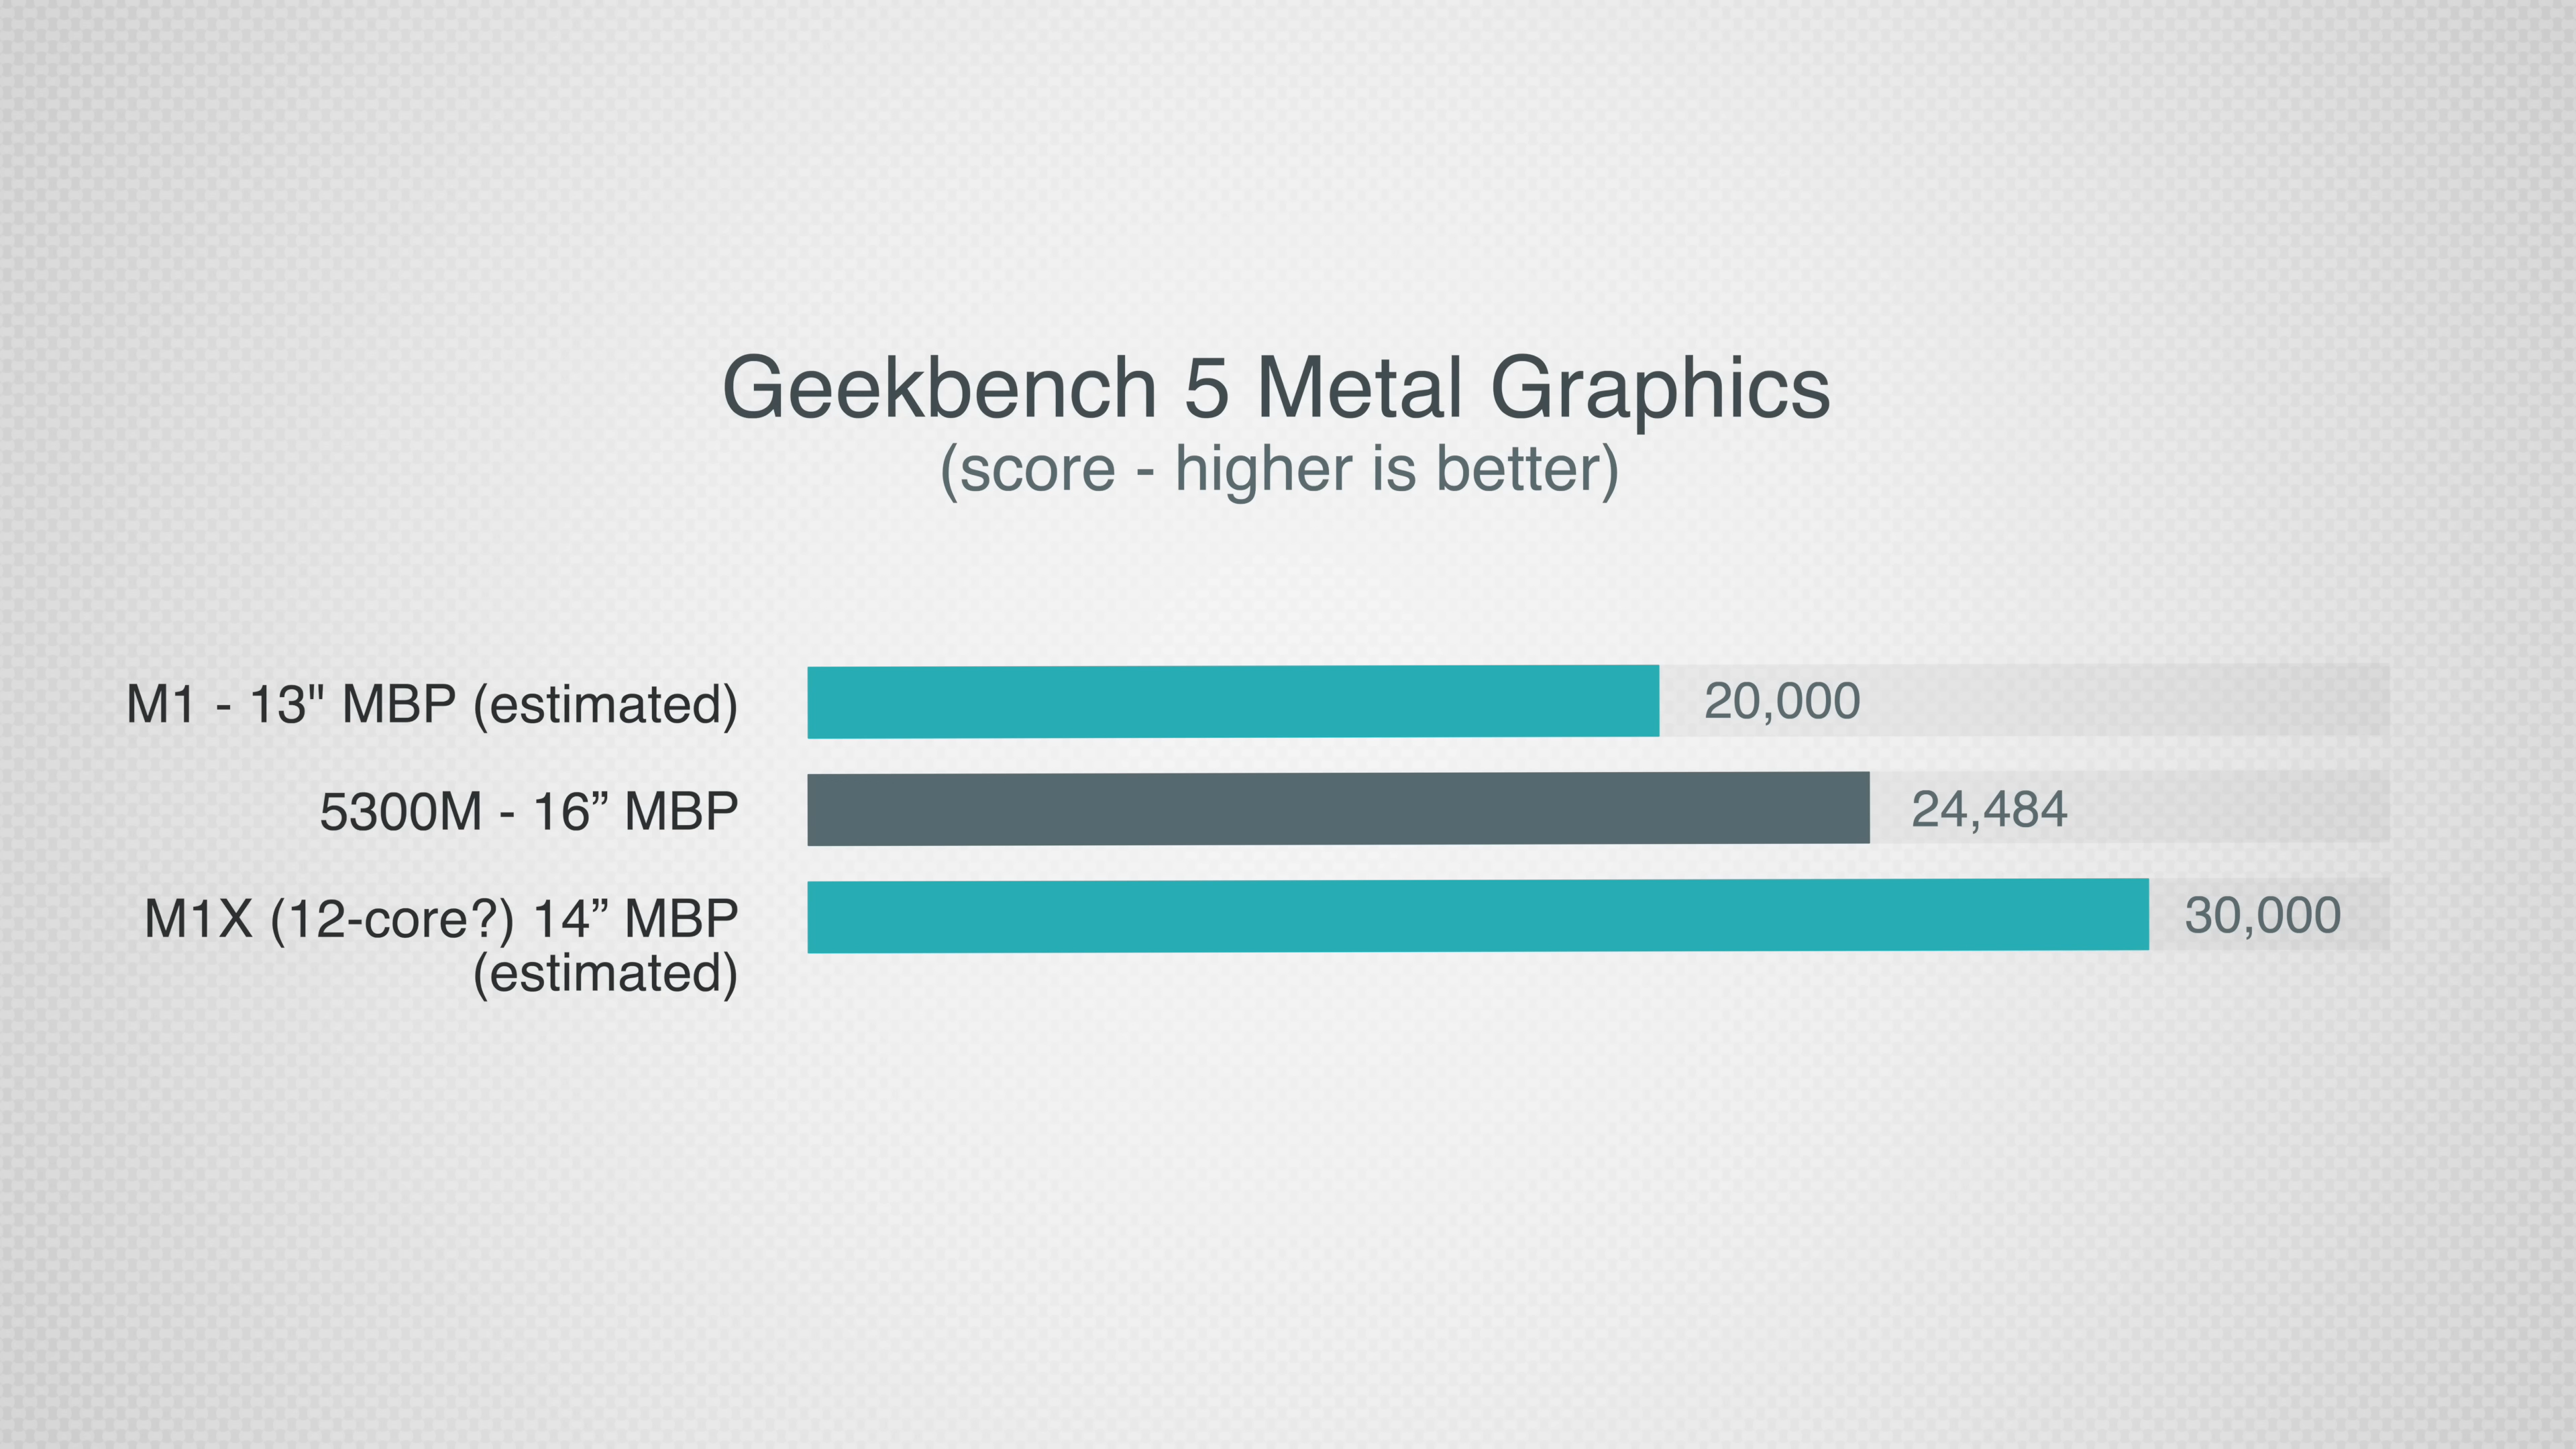 Geekbench 5 Metal Graphics
(score - higher is better)
M1 - 13" MBP (estimated) 20,000
5300M - 16” MBP 24,484
M1X (12-core?) 14” MBP 30,000
(estimated)